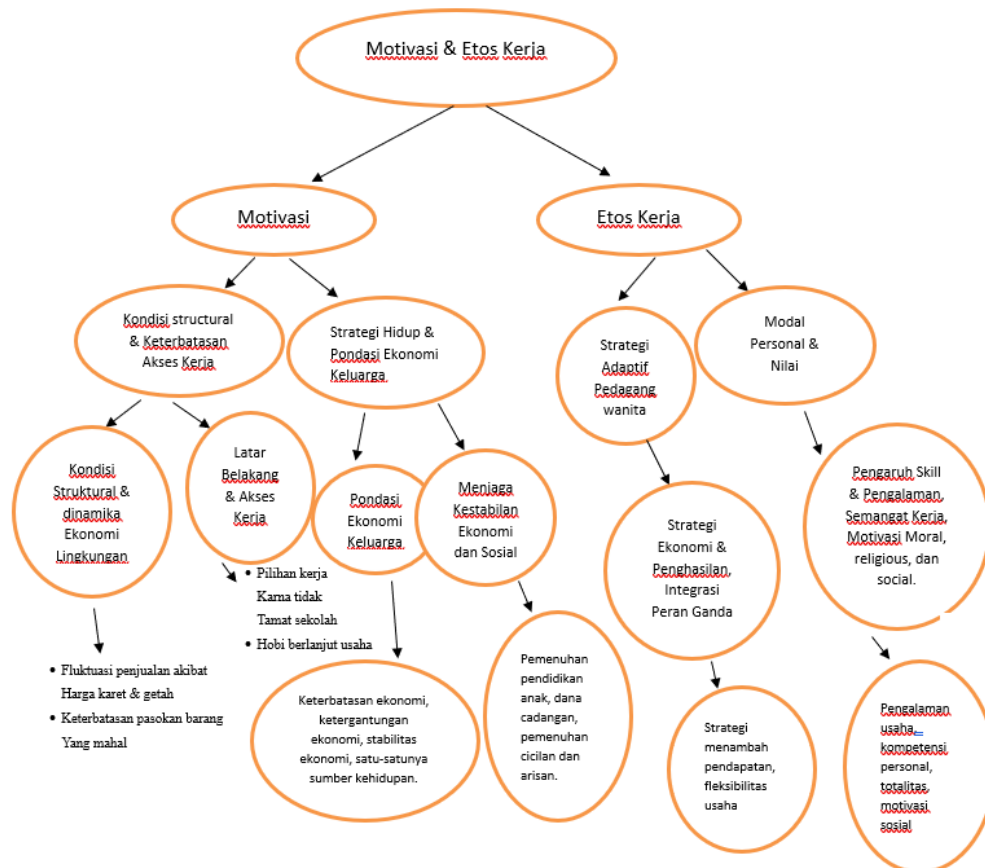 Motivasi & Etos Kerja
Motivasi
Etos Kerja
Kondisi structural
& Keterbatasan
Akses Kerja
Strategi Hidup &
Pondasi Ekonomi
Keluarga
Strategi
Adaptif
Pedagang
wanita
Modal
Personal &
Nilai
Kondisi
Struktural &
dinamika
Ekonomi
Lingkungan
Latar
Belakang
& Akses
Kerja
Pondasi
Ekonomi
Keluarga
Menjaga
Kestabilan
Ekonomi
dan Sosial
Strategi
Ekonomi &
Penghasilan,
Integrasi
Peran Ganda
Pengaruh Skill
& Pengalaman,
Semangat Kerja,
Motivasi Moral,
religious, dan
social.
• Fluktuasi penjualan akibat
Harga karet & getah
• Keterbatasan pasokan barang
Yang mahal
• Pilihan kerja
Karna tidak
Tamat sekolah
• Hobi berlanjut usaha
Keterbatasan ekonomi,
ketergantungan
ekonomi, stabilitas
ekonomi, satu-satunya
sumber kehidupan.
Pemenuhan
pendidikan
anak, dana
cadangan,
pemenuhan
cicilan dan
arisan.
Strategi
menambah
pendapatan,
fleksibilitas
usaha
Pengalaman
usaha,
kompetensi
personal,
totalitas,
motivasi
sosial